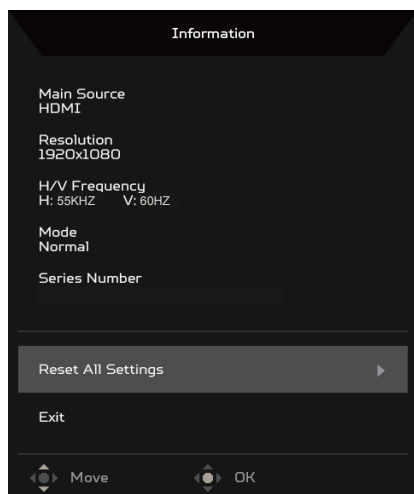 Information
Main Source
HDMI
Resolution
1920x1080
H/V Frequency
H: 55KHZ V: 60HZ
Mode
Normal
Series Number
Reset All Settings
Exit
Move OK